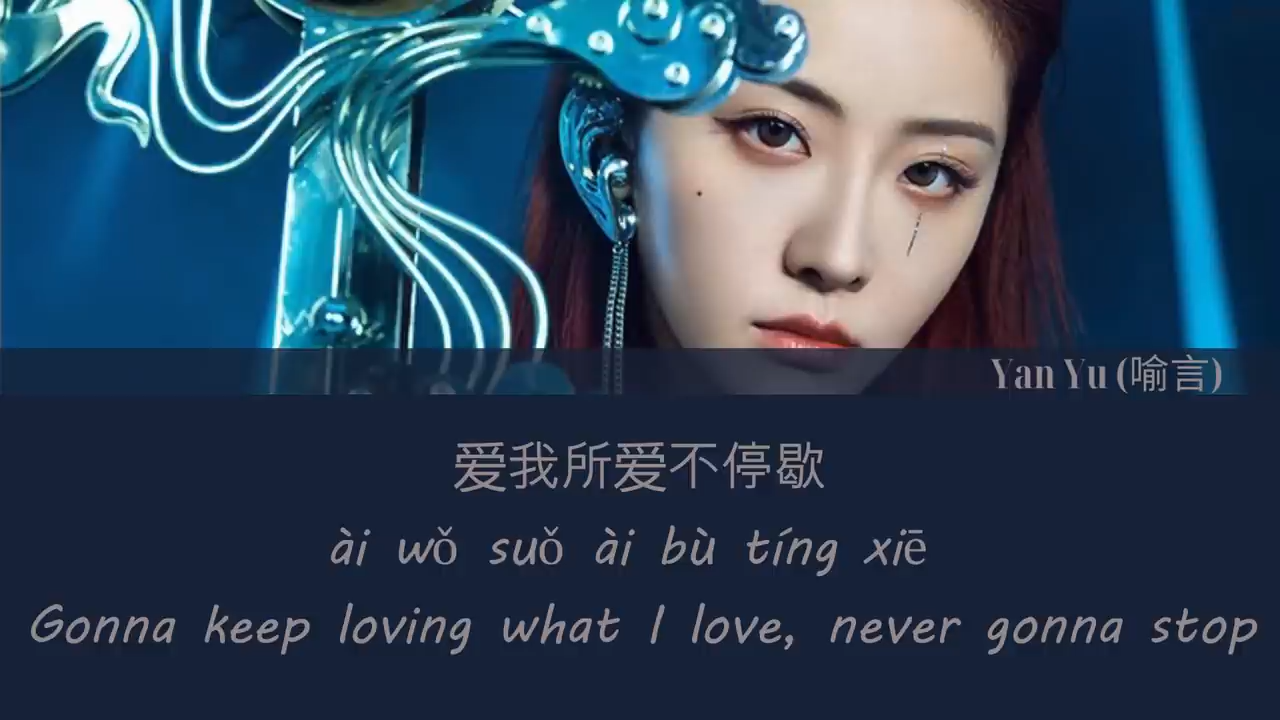 Yan Yu (喻言)
爱我所爱不停歇
ài wǒ suǒ ài bù tíng xiē
Gonna keep loving what I love, never gonna stop